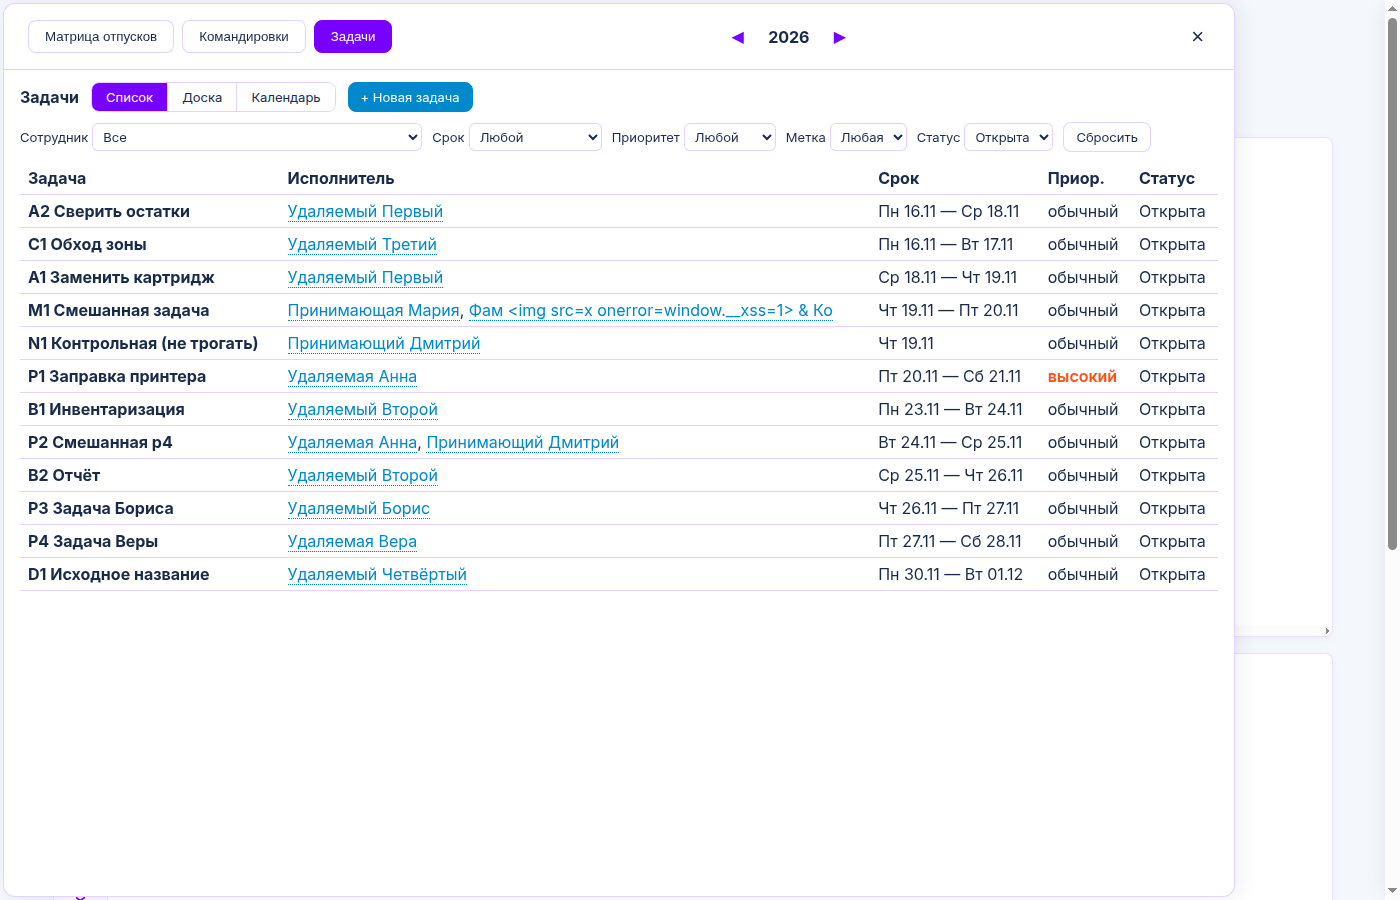 Матрица отпусков Командировки Задачи ◀ 2026 ▶ ×
Задачи Список Доска Календарь + Новая задача
Сотрудник Все Срок Любой Приоритет Любой Метка Любая Статус Открыта Сбросить
Задача Исполнитель Срок Приор. Статус
A2 Сверить остатки Удаляемый Первый Пн 16.11 — Ср 18.11 обычный Открыта
C1 Обход зоны Удаляемый Третий Пн 16.11 — Вт 17.11 обычный Открыта
A1 Заменить картридж Удаляемый Первый Ср 18.11 — Чт 19.11 обычный Открыта
M1 Смешанная задача Принимающая Мария, Фам <img src=x onerror=window.__xss=1> & Ко Чт 19.11 — Пт 20.11 обычный Открыта
N1 Контрольная (не трогать) Принимающий Дмитрий Чт 19.11 обычный Открыта
P1 Заправка принтера Удаляемая Анна Пт 20.11 — Сб 21.11 высокий Открыта
B1 Инвентаризация Удаляемый Второй Пн 23.11 — Вт 24.11 обычный Открыта
P2 Смешанная p4 Удаляемая Анна, Принимающий Дмитрий Вт 24.11 — Ср 25.11 обычный Открыта
B2 Отчёт Удаляемый Второй Ср 25.11 — Чт 26.11 обычный Открыта
P3 Задача Бориса Удаляемый Борис Чт 26.11 — Пт 27.11 обычный Открыта
P4 Задача Веры Удаляемая Вера Пт 27.11 — Сб 28.11 обычный Открыта
D1 Исходное название Удаляемый Четвёртый Пн 30.11 — Вт 01.12 обычный Открыта